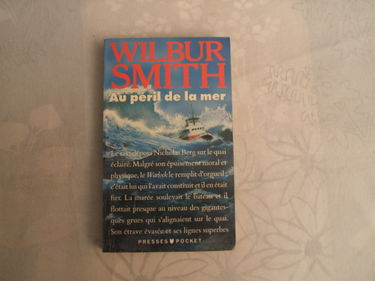 WILBUR
SMITH
Au péril de la mer
Le taxi déposa Nicholas Berg sur le quai
éclairé. Malgré son épuisement moral et
physique, le Warlock le remplit d'orgueil ;
c'était lui qui l'avait construit et il en était
fier. La marée soulevait le bateau et il
flottait presque au niveau des gigantes-
ques grues qui s'alignaient sur le quai.
Son étrave évasée et ses lignes superbes
PRESSES POCKET